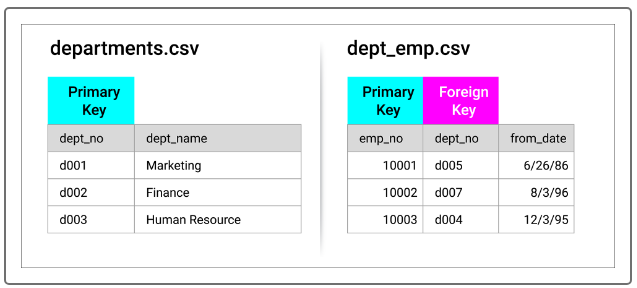 departments.csv
Primary
Key
dept_no dept_name
d001 Marketing
d002 Finance
d003 Human Resource
dept_emp.csv
Primary Foreign
Key Key
emp_no dept_no from_date
10001 d005 6/26/86
10002 d007 8/3/96
10003 d004 12/3/95